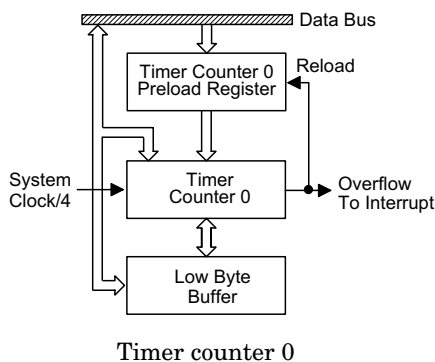 Data Bus
Timer Counter 0
Preload Register
Reload
System
Clock/4
Timer
Counter 0
Overflow
To Interrupt
Low Byte
Buffer
Timer counter 0